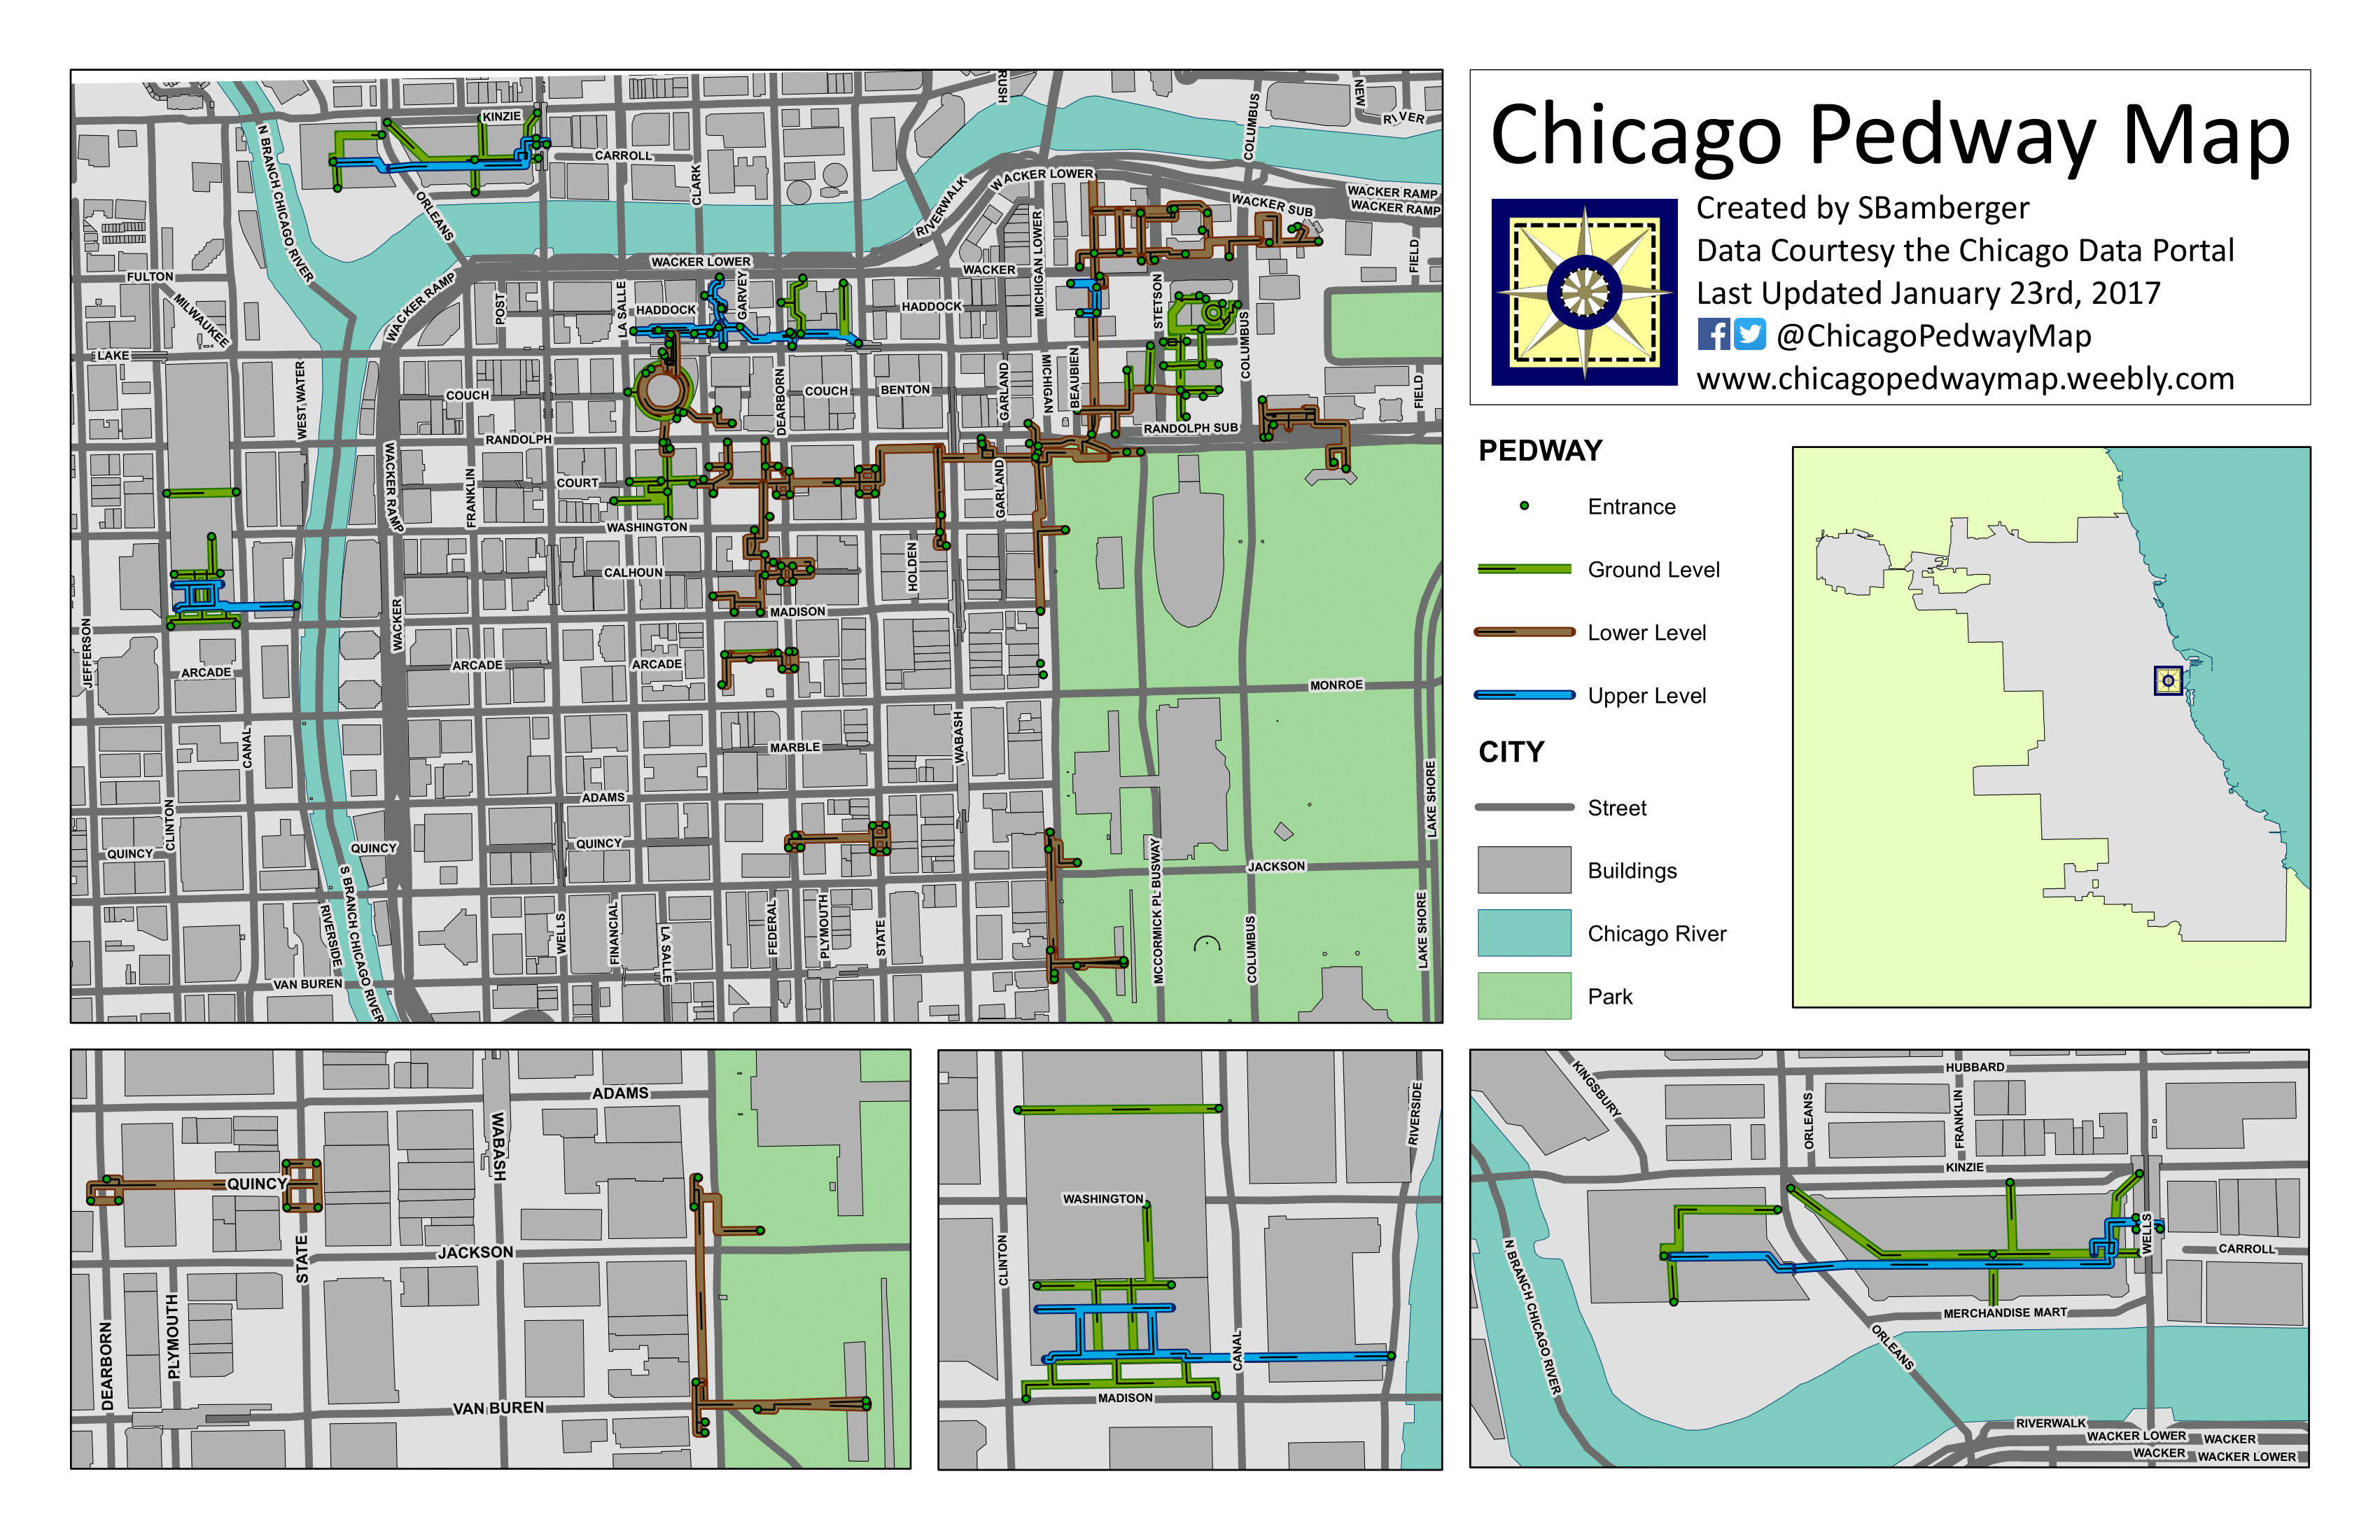 Chicago Pedway Map
Created by SBamberger
Data Courtesy the Chicago Data Portal
Last Updated January 23rd, 2017
@ChicagoPedwayMap
www.chicagopedwaymap.weebly.com
PEDWAY
Entrance
Ground Level
Lower Level
Upper Level
CITY
Street
Buildings
Chicago River
Park
RUSH
NEW
RIVER
KINZIE
COLUMBUS
N BRANCH CHICAGO RIVER
CARROLL
CLARK
ORLEANS
RIVERWALK
WACKER LOWER
WACKER RAMP
WACKER RAMP
WACKER SUB
MICHIGAN LOWER
FIELD
FULTON
MILWAUKEE
WACKER RAMP
POST
LA SALLE
HADDOCK
WACKER LOWER
GARVEY
WACKER
HADDOCK
STETSON
COLUMBUS
LAKE
WEST WATER
COUCH
DEARBORN
COUCH
BENTON
GARLAND
MICHIGAN
BEAUBIEN
FIELD
RANDOLPH
RANDOLPH SUB
WACKER RAMP
FRANKLIN
COURT
GARLAND
WASHINGTON
CALHOUN
HOLDEN
MADISON
JEFFERSON
WACKER
ARCADE
ARCADE
ARCADE
MONROE
CANAL
MARBLE
WABASH
CLINTON
ADAMS
LAKE SHORE
QUINCY
QUINCY
QUINCY
JACKSON
MCCORMICK PL BUSWAY
S BRANCH CHICAGO RIVER
RIVERSIDE
WELLS
FINANCIAL
LA SALLE
FEDERAL
PLYMOUTH
STATE
COLUMBUS
LAKE SHORE
VAN BUREN
ADAMS
WABASH
QUINCY
STATE
JACKSON
DEARBORN
PLYMOUTH
VAN BUREN
RIVERSIDE
WASHINGTON
CLINTON
CANAL
MADISON
KINGSBURY
HUBBARD
ORLEANS
FRANKLIN
KINZIE
N BRANCH CHICAGO RIVER
WELLS
CARROLL
MERCHANDISE MART
ORLEANS
RIVERWALK
WACKER LOWER
WACKER
WACKER
WACKER LOWER